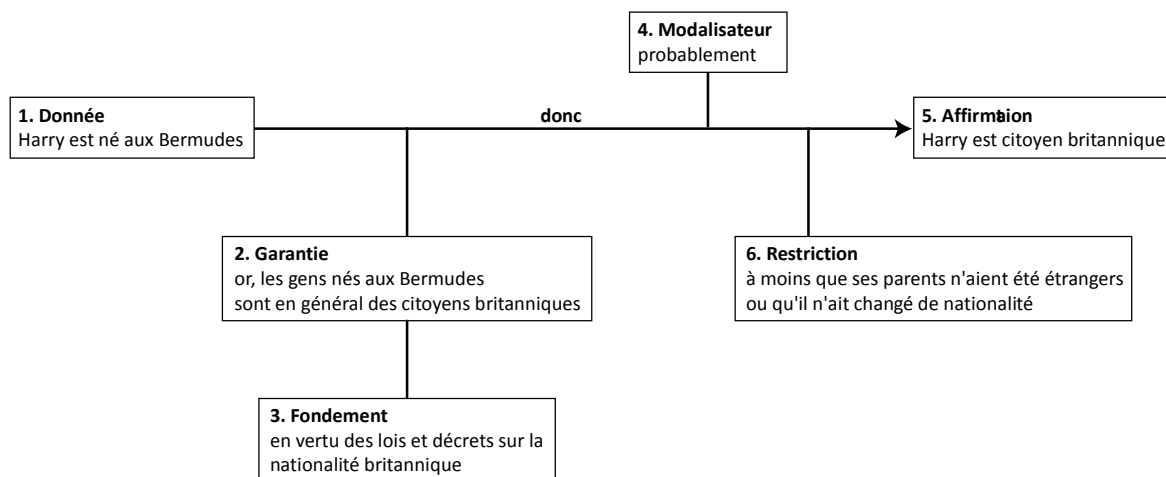 4. Modalisateur
probablement
1. Donnée
Harry est né aux Bermudes
donc
5. Affirmation
Harry est citoyen britannique
2. Garantie
or, les gens nés aux Bermudes
sont en général des citoyens britanniques
6. Restriction
à moins que ses parents n'aient été étrangers
ou qu'il n'ait changé de nationalité
3. Fondement
en vertu des lois et décrets sur la
nationalité britannique